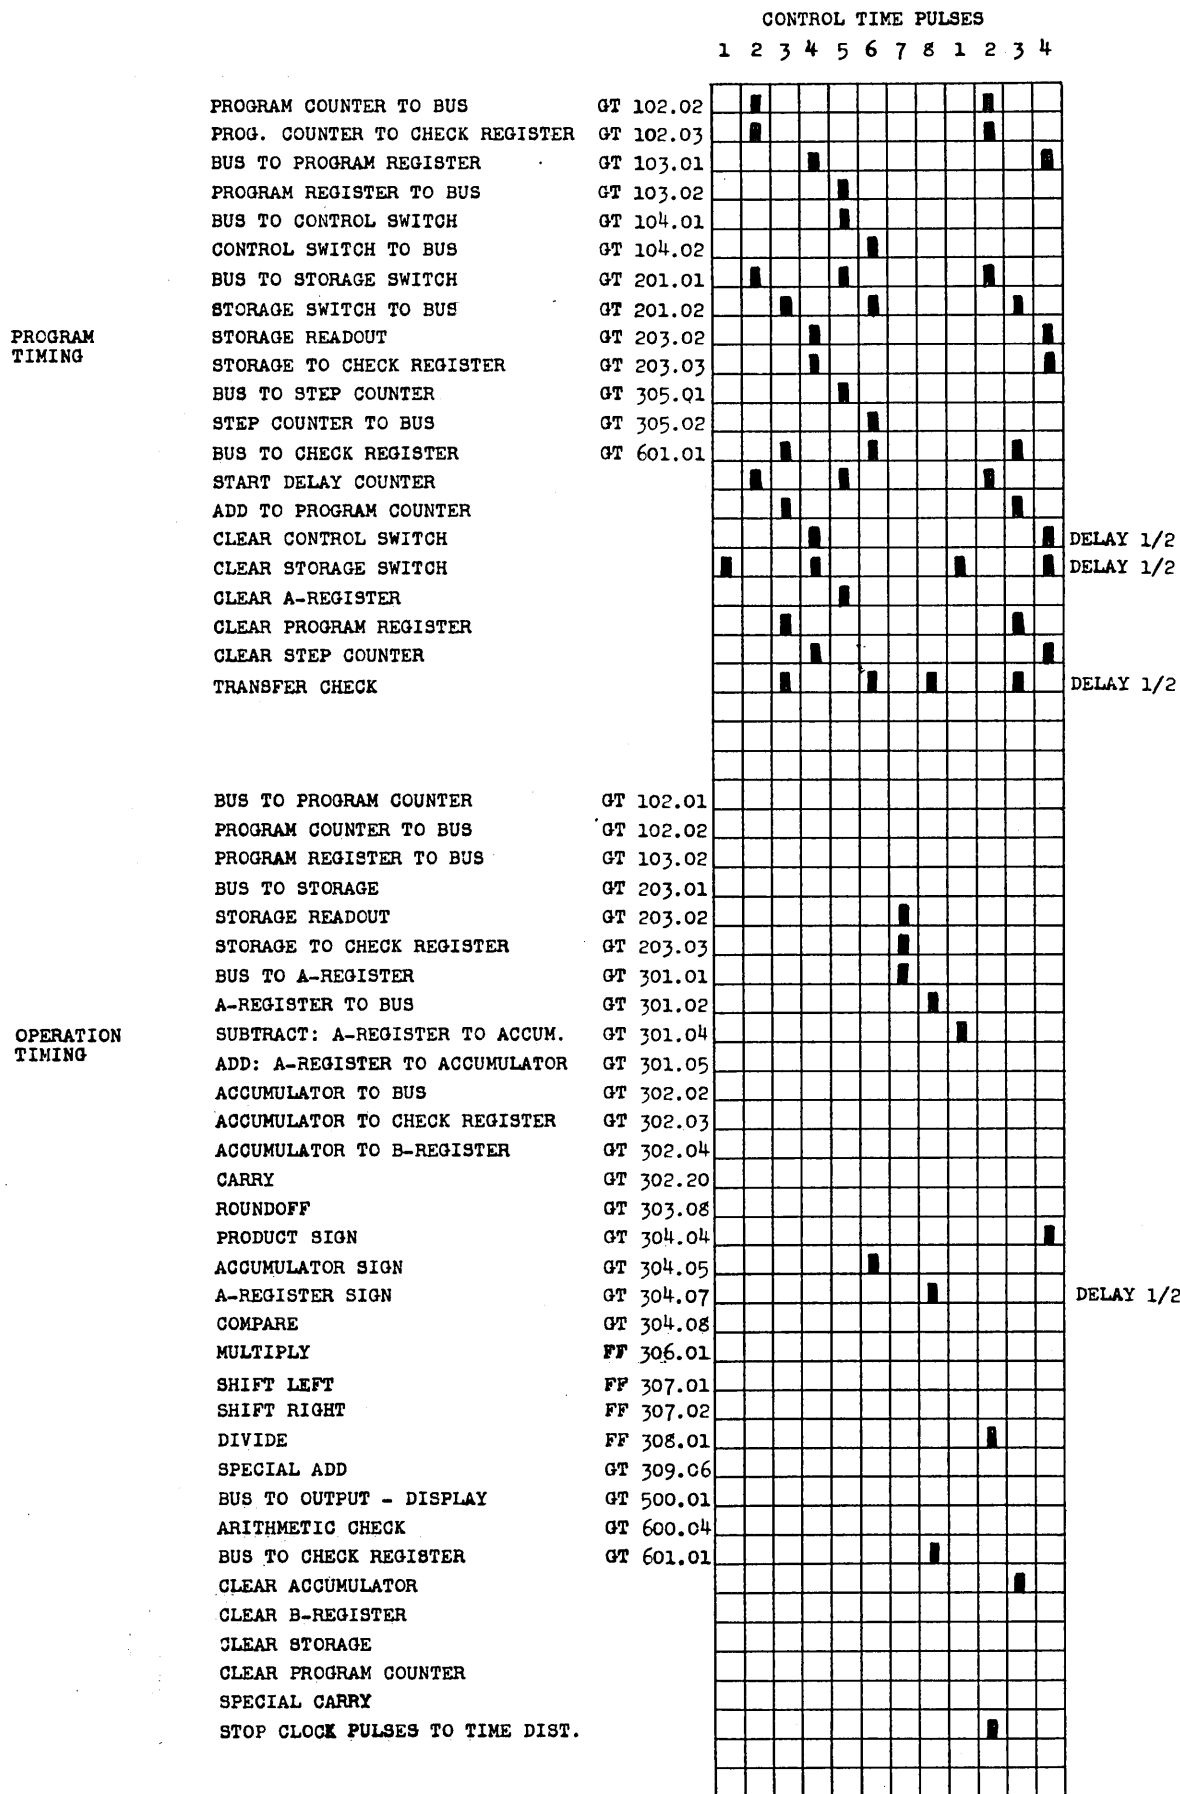 CONTROL TIME PULSES
1 2 3 4 5 6 7 8 1 2 3 4
PROGRAM COUNTER TO BUS GT 102.02
PROG. COUNTER TO CHECK REGISTER GT 102.03
BUS TO PROGRAM REGISTER GT 103.01
PROGRAM REGISTER TO BUS GT 103.02
BUS TO CONTROL SWITCH GT 104.01
CONTROL SWITCH TO BUS GT 104.02
BUS TO STORAGE SWITCH GT 201.01
STORAGE SWITCH TO BUS GT 201.02
PROGRAM TIMING
STORAGE READOUT GT 203.02
STORAGE TO CHECK REGISTER GT 203.03
BUS TO STEP COUNTER GT 305.01
STEP COUNTER TO BUS GT 305.02
BUS TO CHECK REGISTER GT 601.01
START DELAY COUNTER
ADD TO PROGRAM COUNTER
CLEAR CONTROL SWITCH DELAY 1/2
CLEAR STORAGE SWITCH DELAY 1/2
CLEAR A-REGISTER
CLEAR PROGRAM REGISTER
CLEAR STEP COUNTER
TRANSFER CHECK DELAY 1/2
BUS TO PROGRAM COUNTER GT 102.01
PROGRAM COUNTER TO BUS GT 102.02
PROGRAM REGISTER TO BUS GT 103.02
BUS TO STORAGE GT 203.01
STORAGE READOUT GT 203.02
STORAGE TO CHECK REGISTER GT 203.03
BUS TO A-REGISTER GT 301.01
A-REGISTER TO BUS GT 301.02
OPERATION TIMING
SUBTRACT: A-REGISTER TO ACCUM. GT 301.04
ADD: A-REGISTER TO ACCUMULATOR GT 301.05
ACCUMULATOR TO BUS GT 302.02
ACCUMULATOR TO CHECK REGISTER GT 302.03
ACCUMULATOR TO B-REGISTER GT 302.04
CARRY GT 302.20
ROUNDOFF GT 303.08
PRODUCT SIGN GT 304.04
ACCUMULATOR SIGN GT 304.05
A-REGISTER SIGN GT 304.07 DELAY 1/2
COMPARE GT 304.08
MULTIPLY FF 306.01
SHIFT LEFT FF 307.01
SHIFT RIGHT FF 307.02
DIVIDE FF 308.01
SPECIAL ADD GT 309.06
BUS TO OUTPUT - DISPLAY GT 500.01
ARITHMETIC CHECK GT 600.04
BUS TO CHECK REGISTER GT 601.01
CLEAR ACCUMULATOR
CLEAR B-REGISTER
CLEAR STORAGE
CLEAR PROGRAM COUNTER
SPECIAL CARRY
STOP CLOCK PULSES TO TIME DIST.